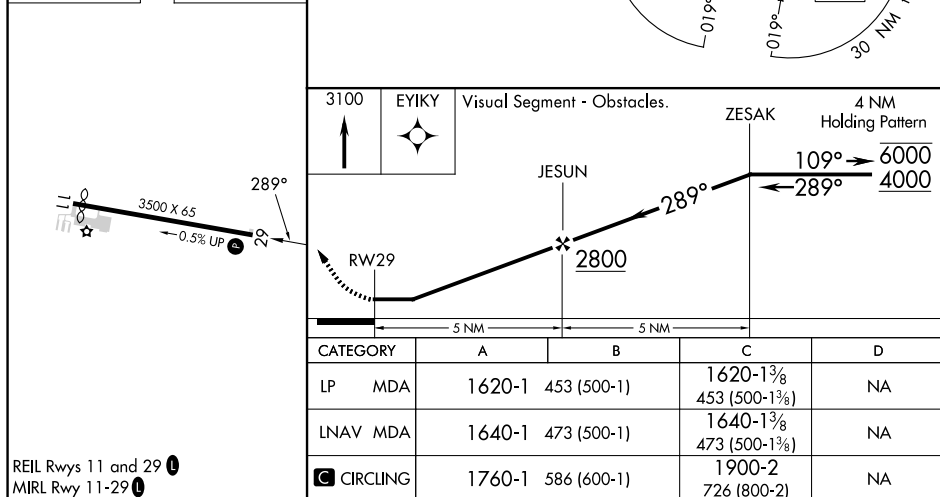 019°
019°
30 NM
3100
EYIKY
Visual Segment - Obstacles.
ZESAK
4 NM
Holding Pattern
109°
6000
289°
4000
JESUN
289°
2800
RW29
5 NM
5 NM
289°
11
3500 X 65
0.5% UP P
29
REIL Rwys 11 and 29 L
MIRL Rwy 11-29 L
CATEGORY A B C D
LP MDA 1620-1 453 (500-1) 1620-1⅜ 453 (500-1⅜) NA
LNAV MDA 1640-1 473 (500-1) 1640-1⅜ 473 (500-1⅜) NA
C CIRCLING 1760-1 586 (600-1) 1900-2 726 (800-2) NA